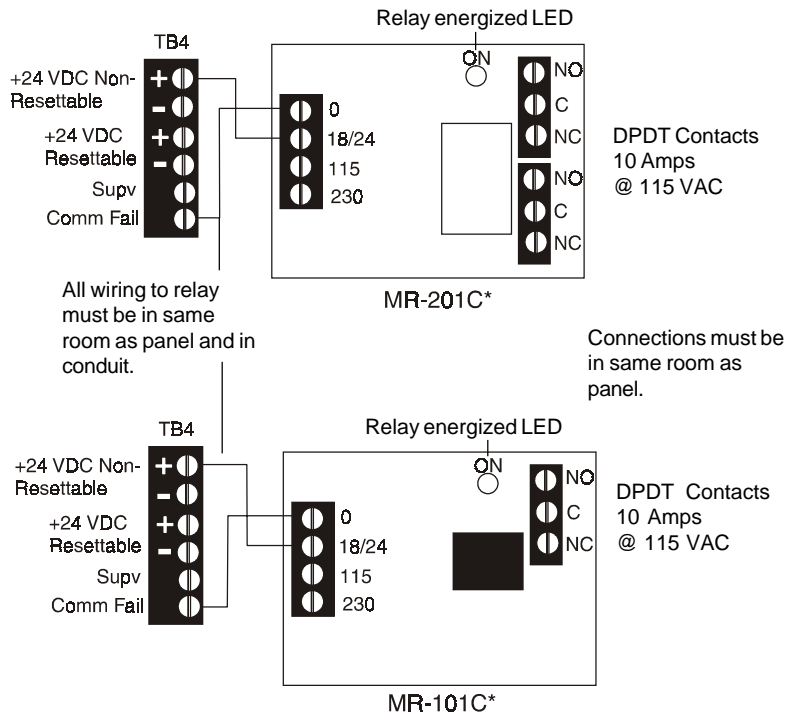 Relay energized LED
TB4
ON
+24 VDC Non-
Resettable
+
-
+24 VDC
Resettable
+
-
Supv
Comm Fail
0
18/24
115
230
NO
C
NC
NO
C
NC
DPDT Contacts
10 Amps
@ 115 VAC
MR-201C*
All wiring to relay
must be in same
room as panel and in
conduit.
Connections must be
in same room as
panel.
Relay energized LED
TB4
ON
+24 VDC Non-
Resettable
+
-
+24 VDC
Resettable
+
-
Supv
Comm Fail
0
18/24
115
230
NO
C
NC
DPDT Contacts
10 Amps
@ 115 VAC
MR-101C*